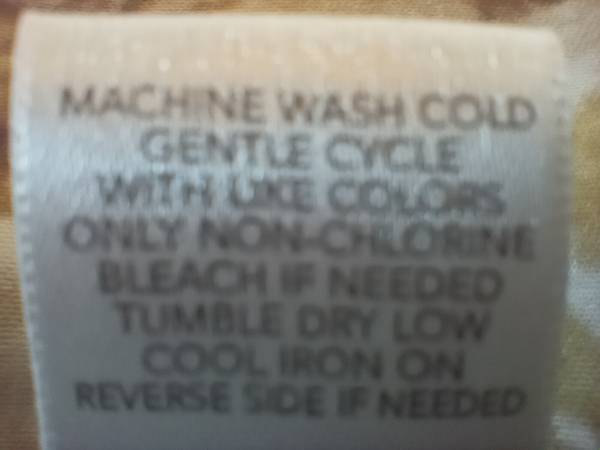 MACHINE WASH COLD
GENTLE CYCLE
WITH LIKE COLORS
ONLY NON-CHLORINE
BLEACH IF NEEDED
TUMBLE DRY LOW
COOL IRON ON
REVERSE SIDE IF NEEDED